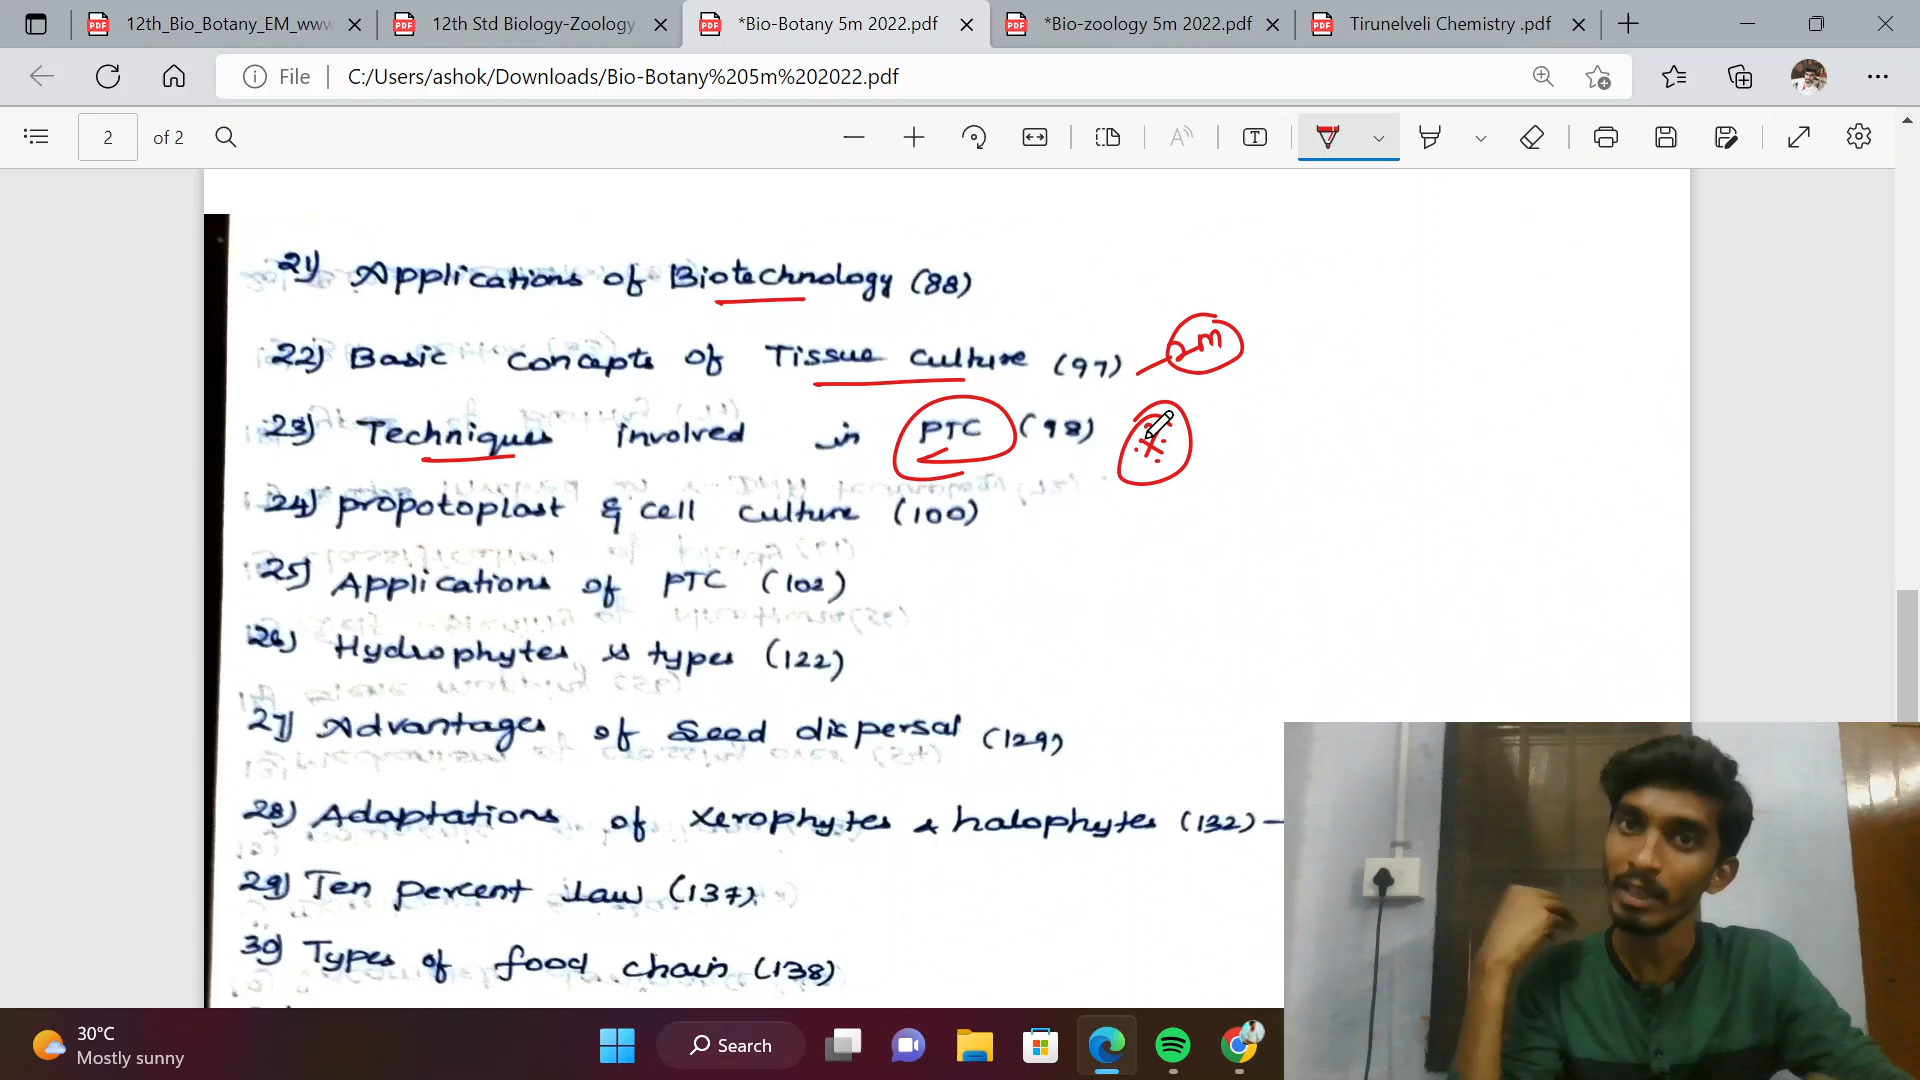 12th_Bio_Botany_EM_www
12th Std Biology-Zoology
*Bio-Botany 5m 2022.pdf
*Bio-zoology 5m 2022.pdf
Tirunelveli Chemistry .pdf
File
C:/Users/ashok/Downloads/Bio-Botany%205m%202022.pdf
2 of 2
21) Applications of Biotechnology (88)
22) Basic concepts of Tissue culture (97) 2m
23) Techniques involved in PTC (98)
24) propotoplast & cell culture (100)
25) Applications of PTC (102)
26) Hydrophytes is types (122)
27) Advantages of Seed dispersal (129)
28) Adaptations of xerophytes & halophytes (132) -
29) Ten percent law (137)
30) Types of food chain (138)
30°C
Mostly sunny
Search